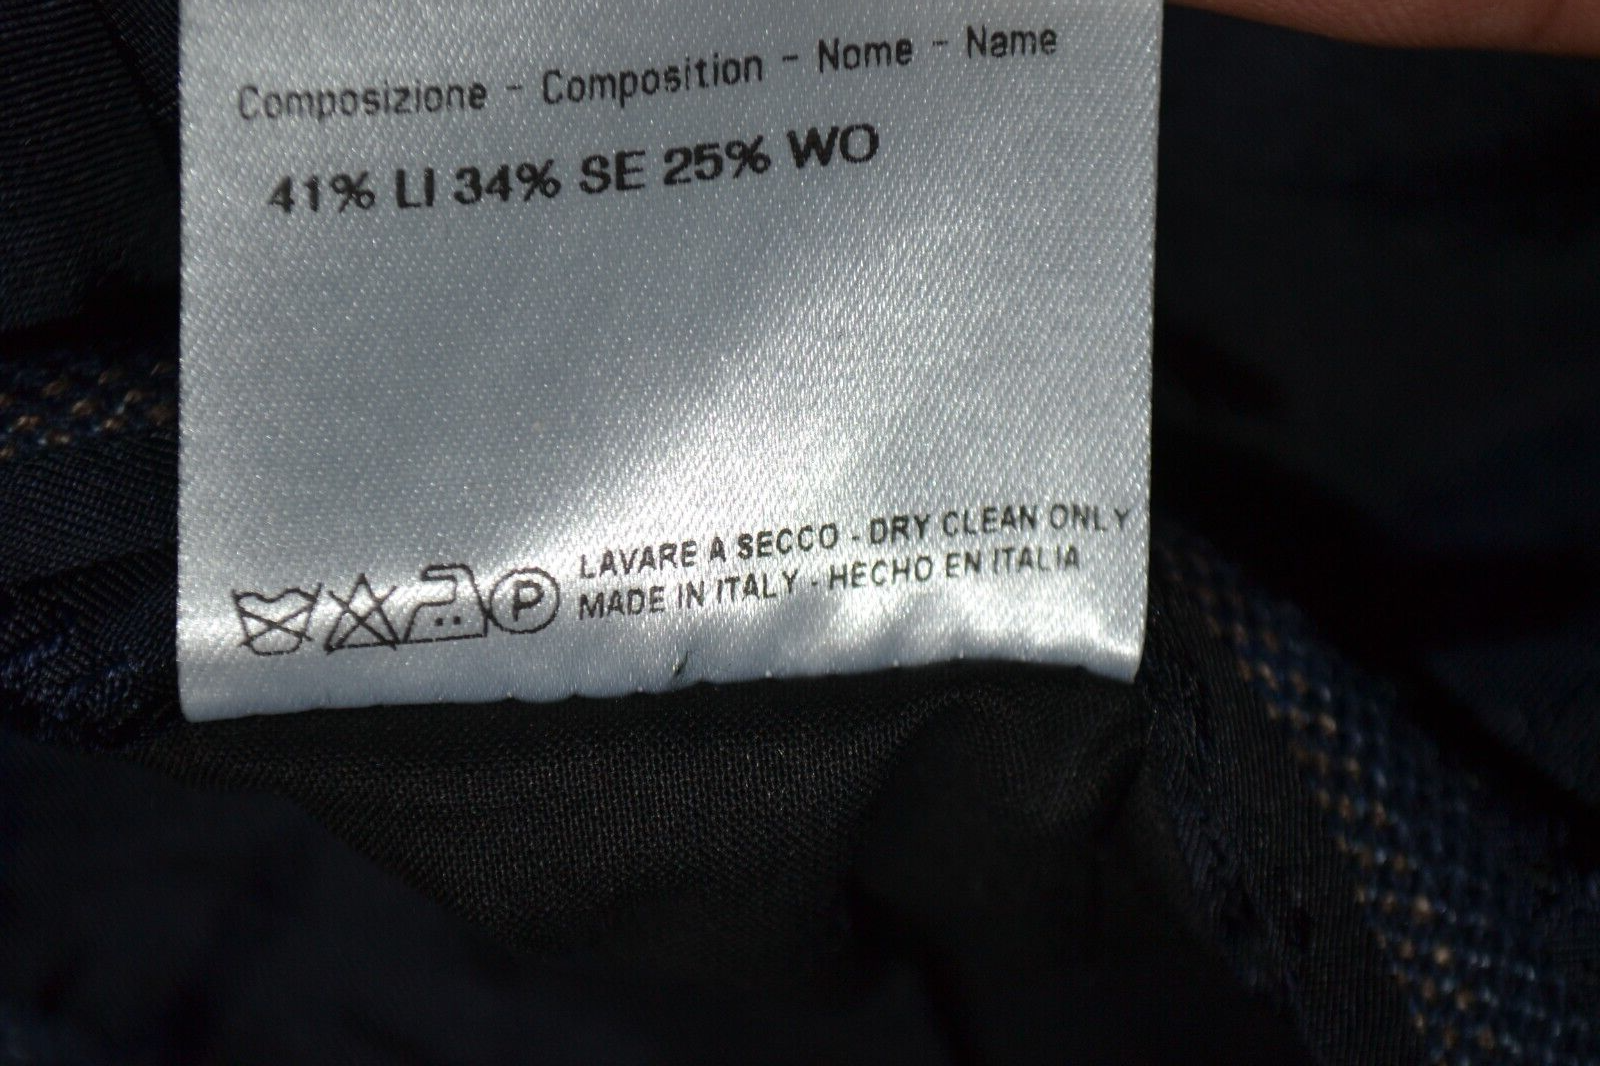 Composizione - Composition - Nome - Name
41% LI 34% SE 25% WO
P LAVARE A SECCO - DRY CLEAN ONLY
MADE IN ITALY - HECHO EN ITALIA